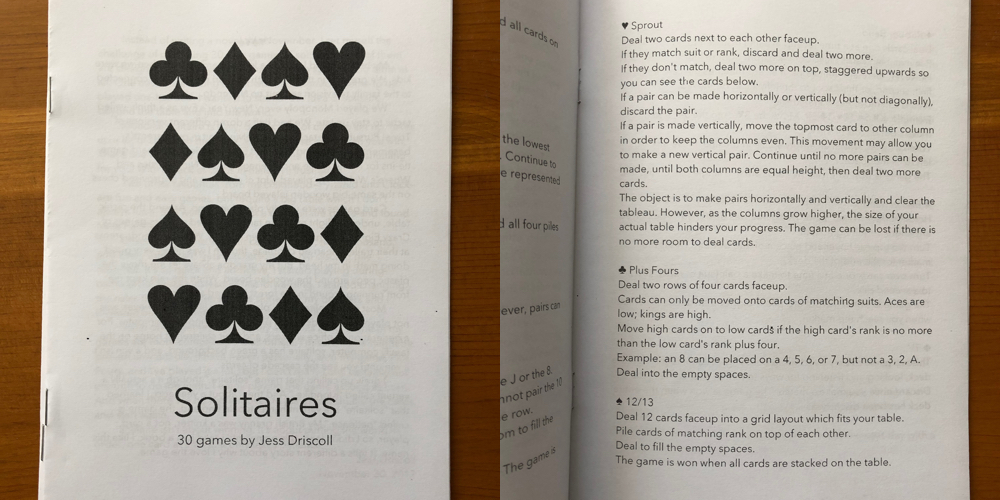 Solitaires
30 games by Jess Driscoll
d all cards on
the lowest
. Continue to
e represented
d all four piles
ever, pairs can
e J or the 8.
nnot pair the 10
e row.
om to fill the
The game is
♥ Sprout
Deal two cards next to each other faceup.
If they match suit or rank, discard and deal two more.
If they don't match, deal two more on top, staggered upwards so
you can see the cards below.
If a pair can be made horizontally or vertically (but not diagonally),
discard the pair.
If a pair is made vertically, move the topmost card to other column
in order to keep the columns even. This movement may allow you
to make a new vertical pair. Continue until no more pairs can be
made, until both columns are equal height, then deal two more
cards.
The object is to make pairs horizontally and vertically and clear the
tableau. However, as the columns grow higher, the size of your
actual table hinders your progress. The game can be lost if there is
no more room to deal cards.
♣ Plus Fours
Deal two rows of four cards faceup.
Cards can only be moved onto cards of matching suits. Aces are
low; kings are high.
Move high cards on to low cards if the high card's rank is no more
than the low card's rank plus four.
Example: an 8 can be placed on a 4, 5, 6, or 7, but not a 3, 2, A.
Deal into the empty spaces.
♠ 12/13
Deal 12 cards faceup into a grid layout which fits your table.
Pile cards of matching rank on top of each other.
Deal to fill the empty spaces.
The game is won when all cards are stacked on the table.